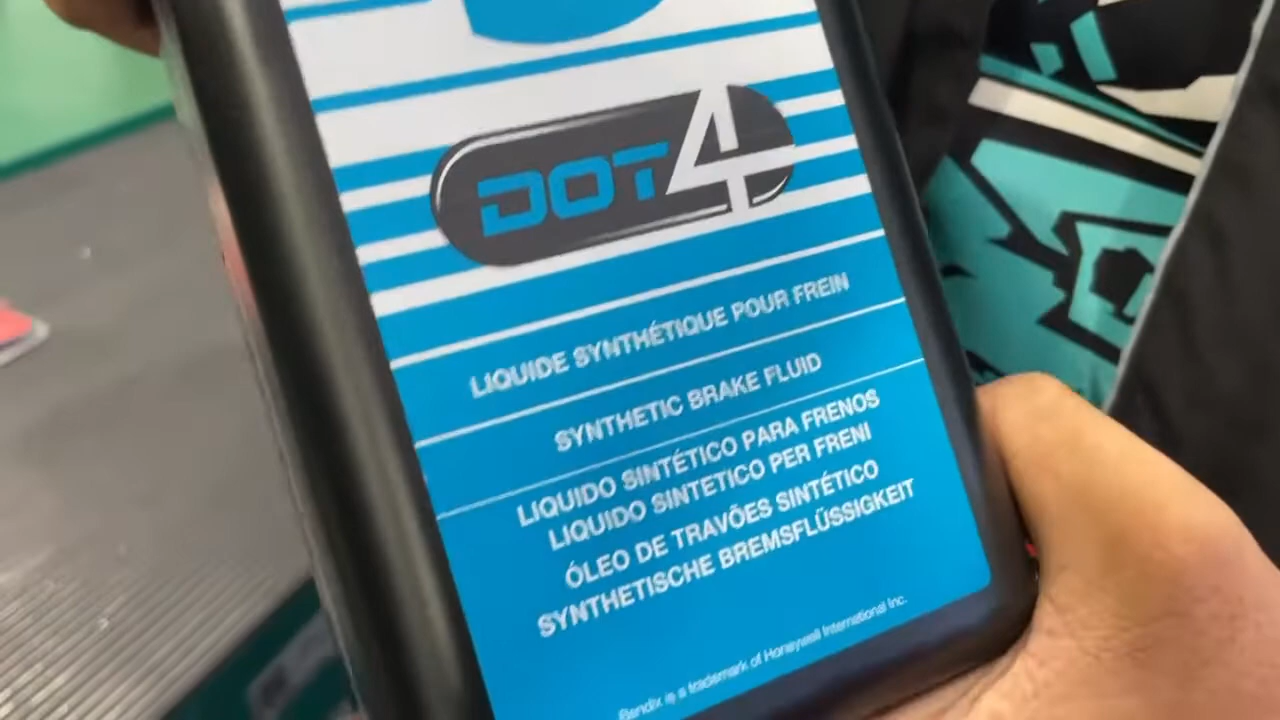 DOT4
LIQUIDE SYNTHÉTIQUE POUR FREIN
SYNTHETIC BRAKE FLUID
LIQUIDO SINTÉTICO PARA FRENOS
LIQUIDO SINTETICO PER FRENI
ÓLEO DE TRAVÕES SINTÉTICO
SYNTHETISCHE BREMSFLÜSSIGKEIT
Bendix is a trademark of Honeywell International Inc.